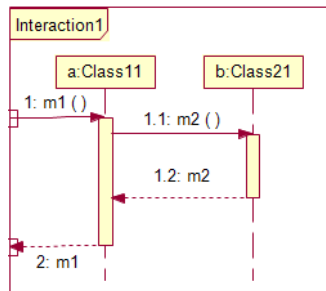 Interaction1
a:Class11
b:Class21
1: m1 ( )
1.1: m2 ( )
1.2: m2
2: m1